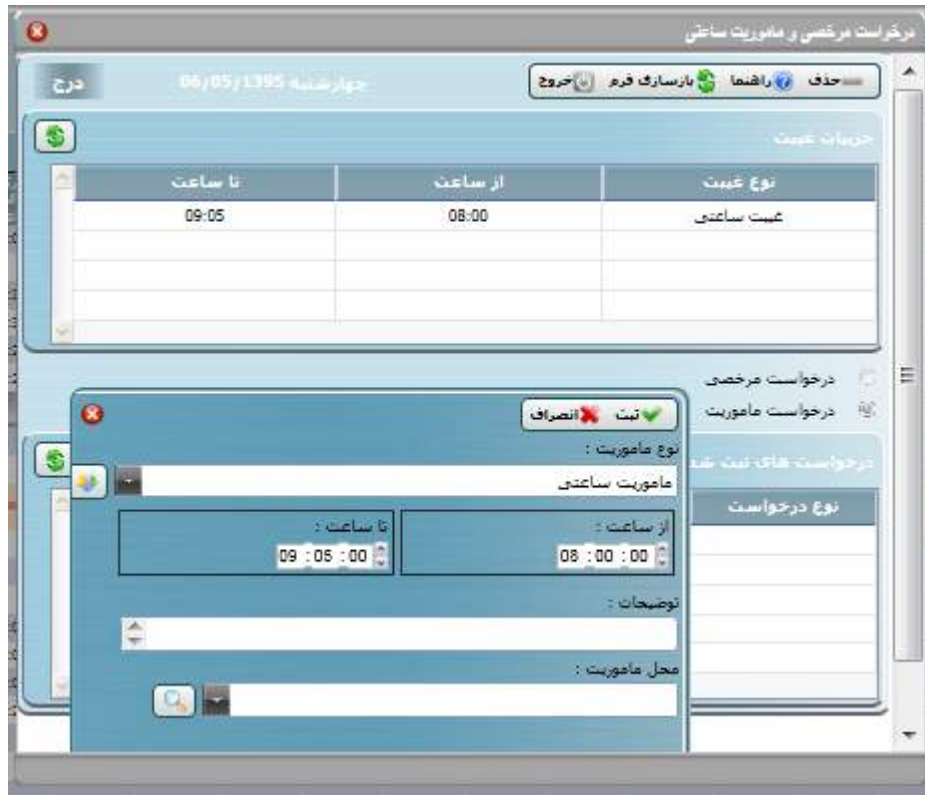 درخواست مرخصی و ماموریت ساعتی
حذف راهنما بازسازی فرم خروج
چهارشنبه 06/05/1395
درج
جزییات غیبت
نوع غیبت از ساعت تا ساعت
غیبت ساعتی 08:00 09:05
درخواست مرخصی
درخواست ماموریت
ثبت انصراف
درخواست های ثبت شد
نوع درخواست
نوع ماموریت :
ماموریت ساعتی
از ساعت : تا ساعت :
08 :00 :00 09 :05 :00
توضیحات :
محل ماموریت :